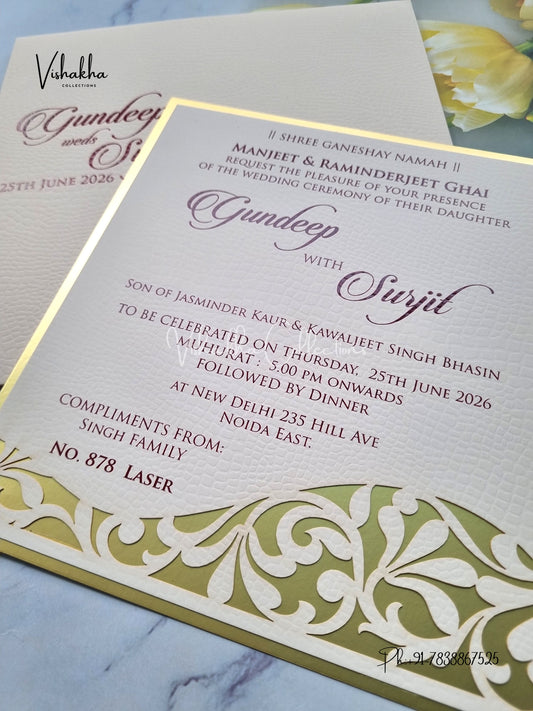 Vishakha
COLLECTIONS
Gundeep
weds
Su
25TH JUNE 2026
|| SHREE GANESHAY NAMAH ||
MANJEET & RAMINDERJEET GHAI
REQUEST THE PLEASURE OF YOUR PRESENCE
OF THE WEDDING CEREMONY OF THEIR DAUGHTER
Gundeep
WITH
Surjit
SON OF JASMINDER KAUR & KAWALJEET SINGH BHASIN
TO BE CELEBRATED ON THURSDAY, 25TH JUNE 2026
MUHURAT : 5.00 PM ONWARDS
FOLLOWED BY DINNER
AT NEW DELHI 235 HILL AVE
NOIDA EAST.
COMPLIMENTS FROM:
SINGH FAMILY
NO. 878 LASER
Vishakha Collections
Ph.+91-7838867525